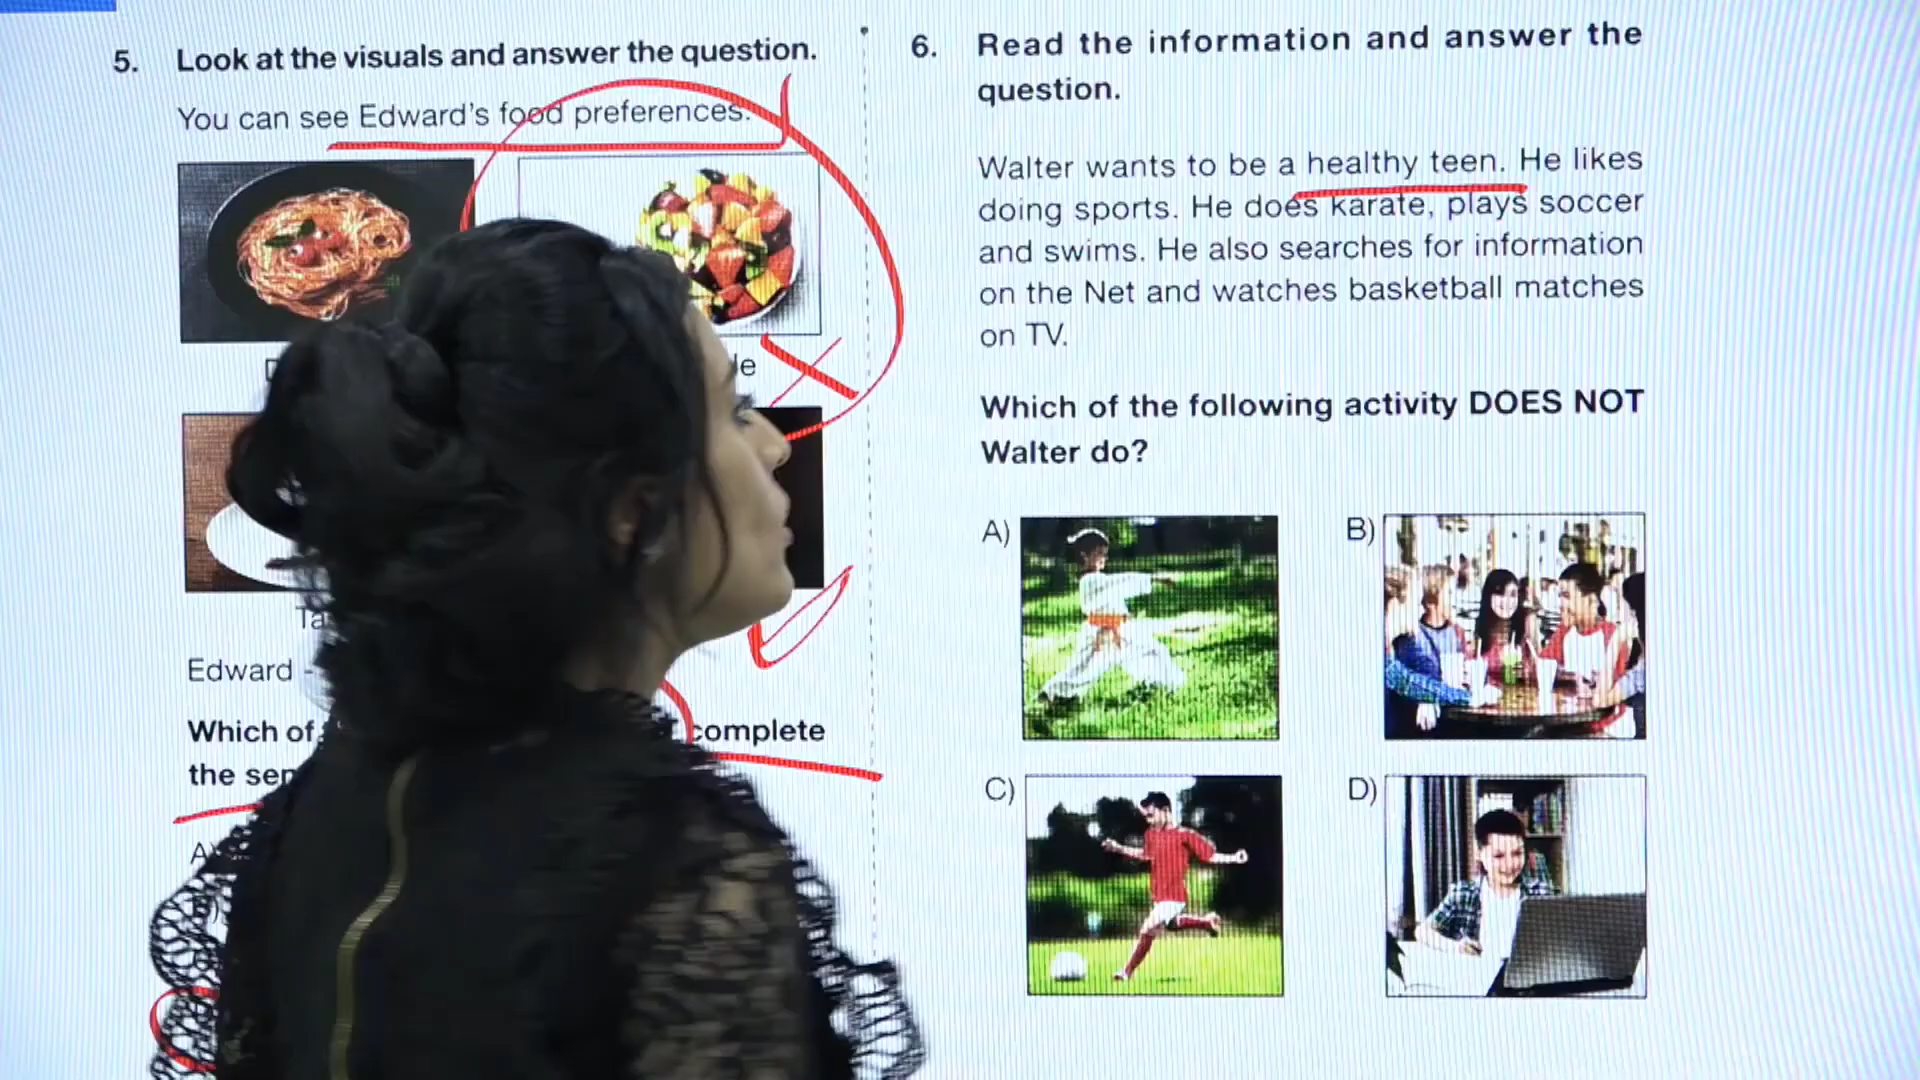 5. Look at the visuals and answer the question.
You can see Edward's food preferences.
Edward -
Which of
complete
the
A)
6. Read the information and answer the
question.
Walter wants to be a healthy teen. He likes
doing sports. He does karate, plays soccer
and swims. He also searches for information
on the Net and watches basketball matches
on TV.
Which of the following activity DOES NOT
Walter do?
A)
B)
C)
D)